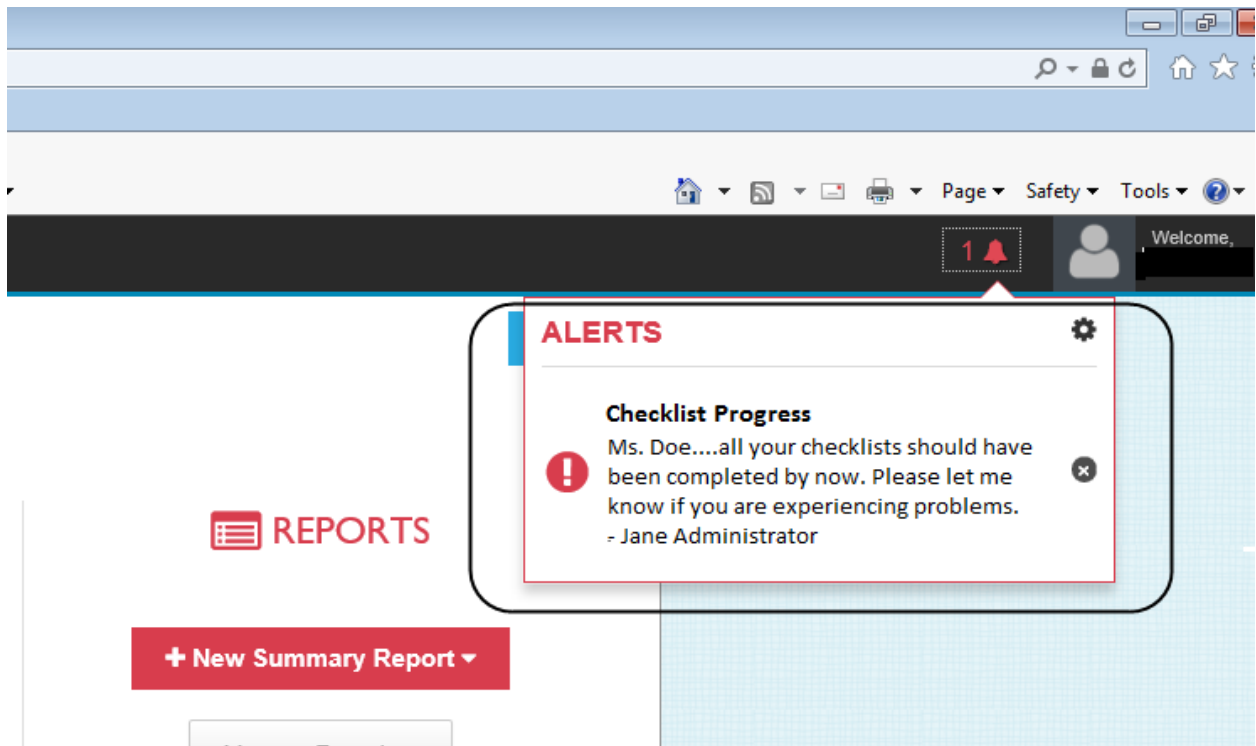 Page Safety Tools
1
Welcome,
ALERTS
Checklist Progress
Ms. Doe....all your checklists should have
been completed by now. Please let me
know if you are experiencing problems.
- Jane Administrator
REPORTS
+ New Summary Report